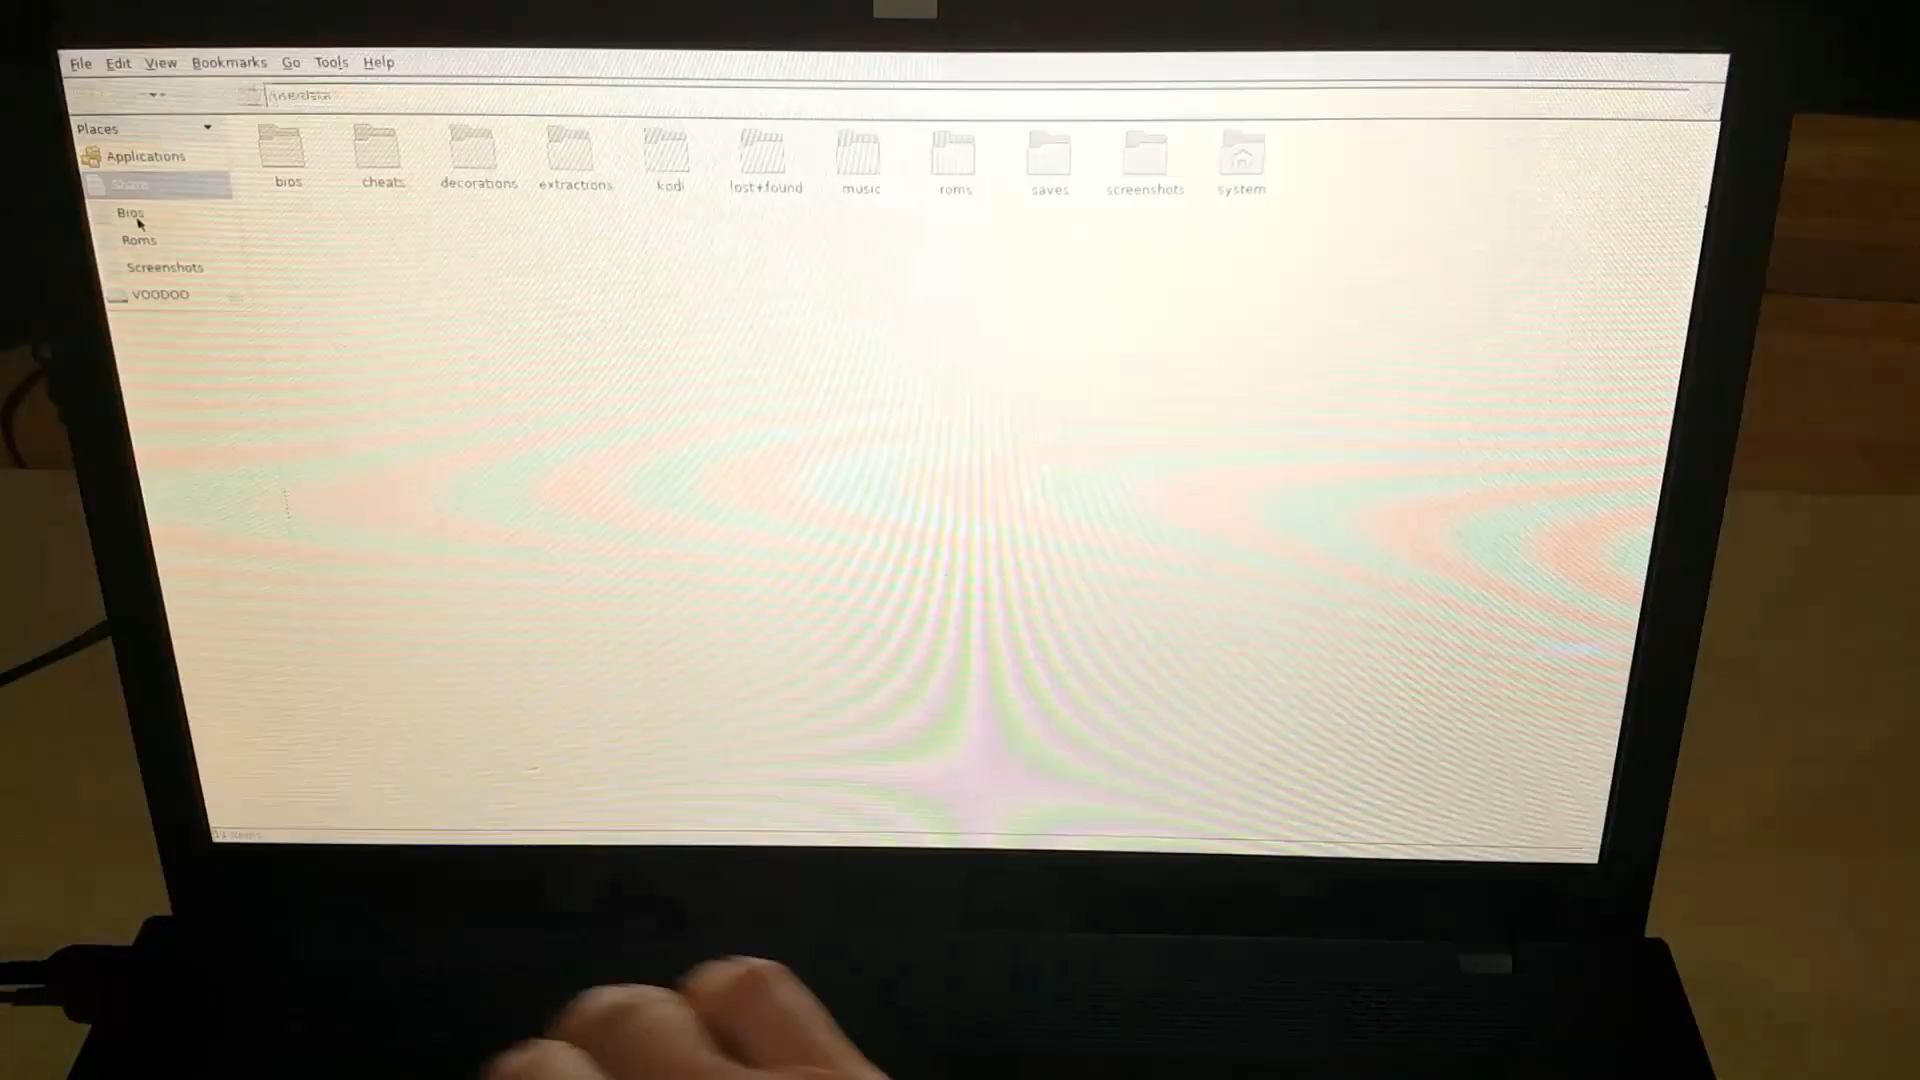 File Edit View Bookmarks Go Tools Help
Places
Applications
Share
Bios
Roms
Screenshots
VOODOO
bios cheats decorations extractions kodi lost+found music roms saves screenshots system